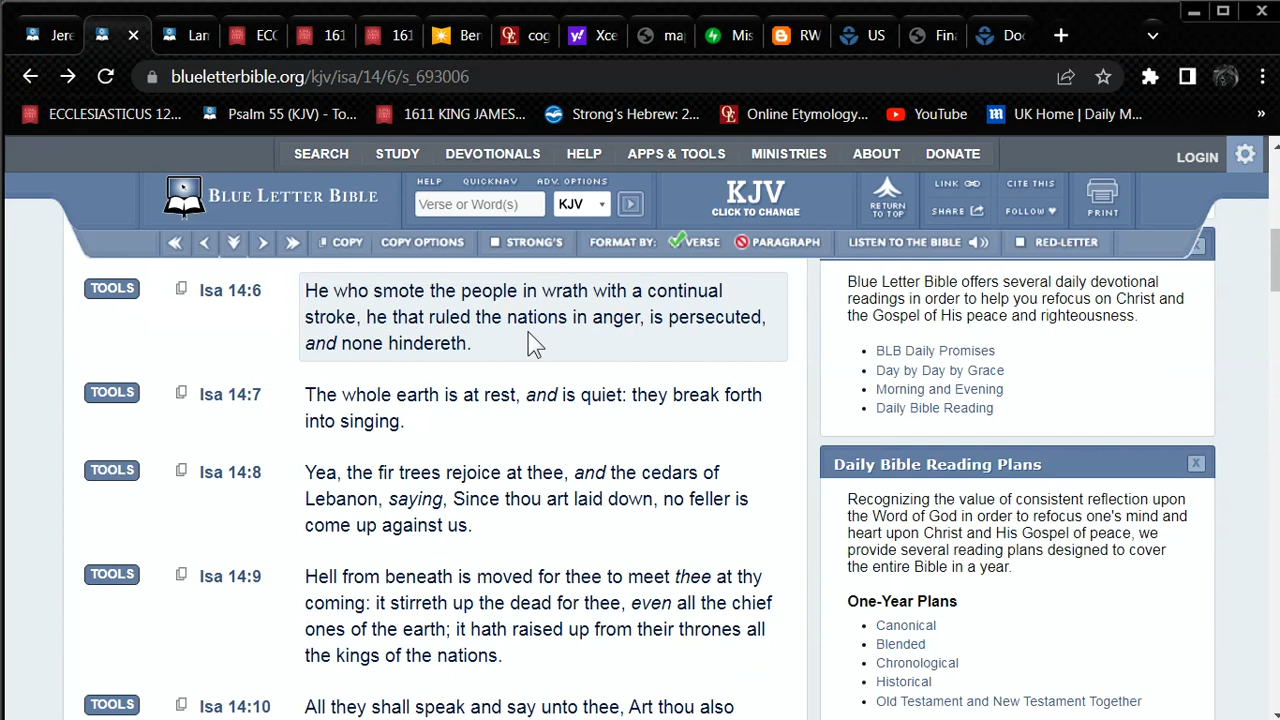 Jere
Lam
ECC
161
161
Ben
cog
Xce
map
Mis
RW
US
Fina
Doc
blueletterbible.org/kjv/isa/14/6/s_693006
ECCLESIASTICUS 12...
Psalm 55 (KJV) - To...
1611 KING JAMES...
Strong's Hebrew: 2...
Online Etymology...
YouTube
UK Home | Daily M...
»
SEARCH STUDY DEVOTIONALS HELP APPS & TOOLS MINISTRIES ABOUT DONATE
LOGIN
BLUE LETTER BIBLE
HELP QUICKNAV ADV. OPTIONS
Verse or Word(s)
KJV
KJV
CLICK TO CHANGE
RETURN
TO TOP
LINK
CITE THIS
SHARE
FOLLOW
PRINT
COPY COPY OPTIONS STRONG'S FORMAT BY: VERSE PARAGRAPH LISTEN TO THE BIBLE RED-LETTER
TOOLS
Isa 14:6
He who smote the people in wrath with a continual
stroke, he that ruled the nations in anger, is persecuted,
and none hindereth.
TOOLS
Isa 14:7
The whole earth is at rest, and is quiet: they break forth
into singing.
TOOLS
Isa 14:8
Yea, the fir trees rejoice at thee, and the cedars of
Lebanon, saying, Since thou art laid down, no feller is
come up against us.
TOOLS
Isa 14:9
Hell from beneath is moved for thee to meet thee at thy
coming: it stirreth up the dead for thee, even all the chief
ones of the earth; it hath raised up from their thrones all
the kings of the nations.
TOOLS
Isa 14:10
All they shall speak and say unto thee, Art thou also
Blue Letter Bible offers several daily devotional
readings in order to help you refocus on Christ and
the Gospel of His peace and righteousness.
BLB Daily Promises
Day by Day by Grace
Morning and Evening
Daily Bible Reading
Daily Bible Reading Plans
Recognizing the value of consistent reflection upon
the Word of God in order to refocus one's mind and
heart upon Christ and His Gospel of peace, we
provide several reading plans designed to cover
the entire Bible in a year.
One-Year Plans
Canonical
Blended
Chronological
Historical
Old Testament and New Testament Together